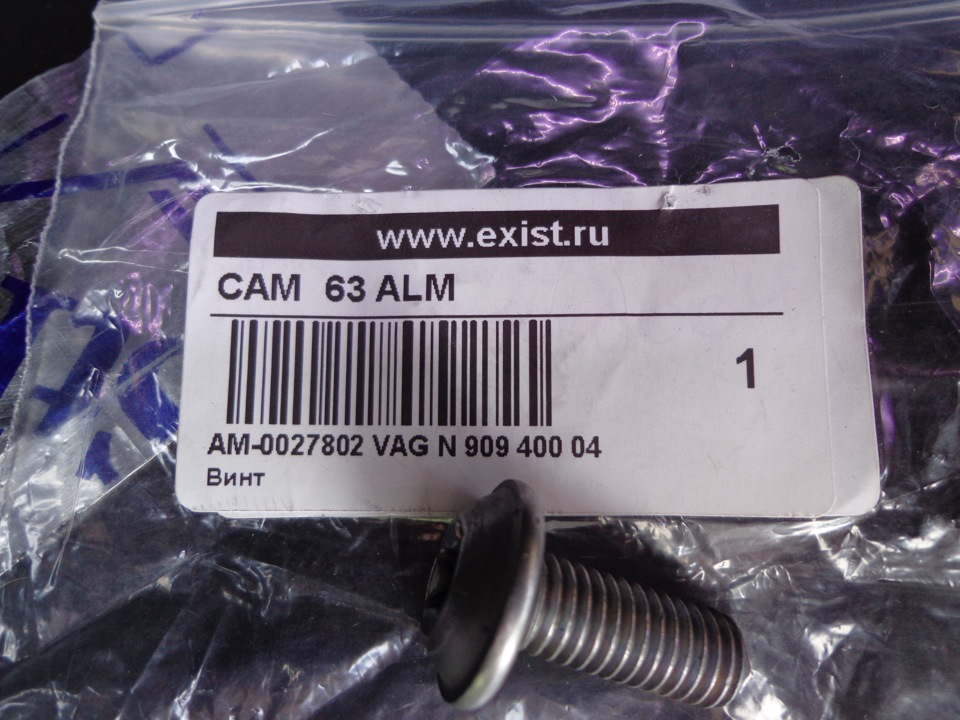 www.exist.ru
CAM 63 ALM
1
AM-0027802 VAG N 909 400 04
Винт